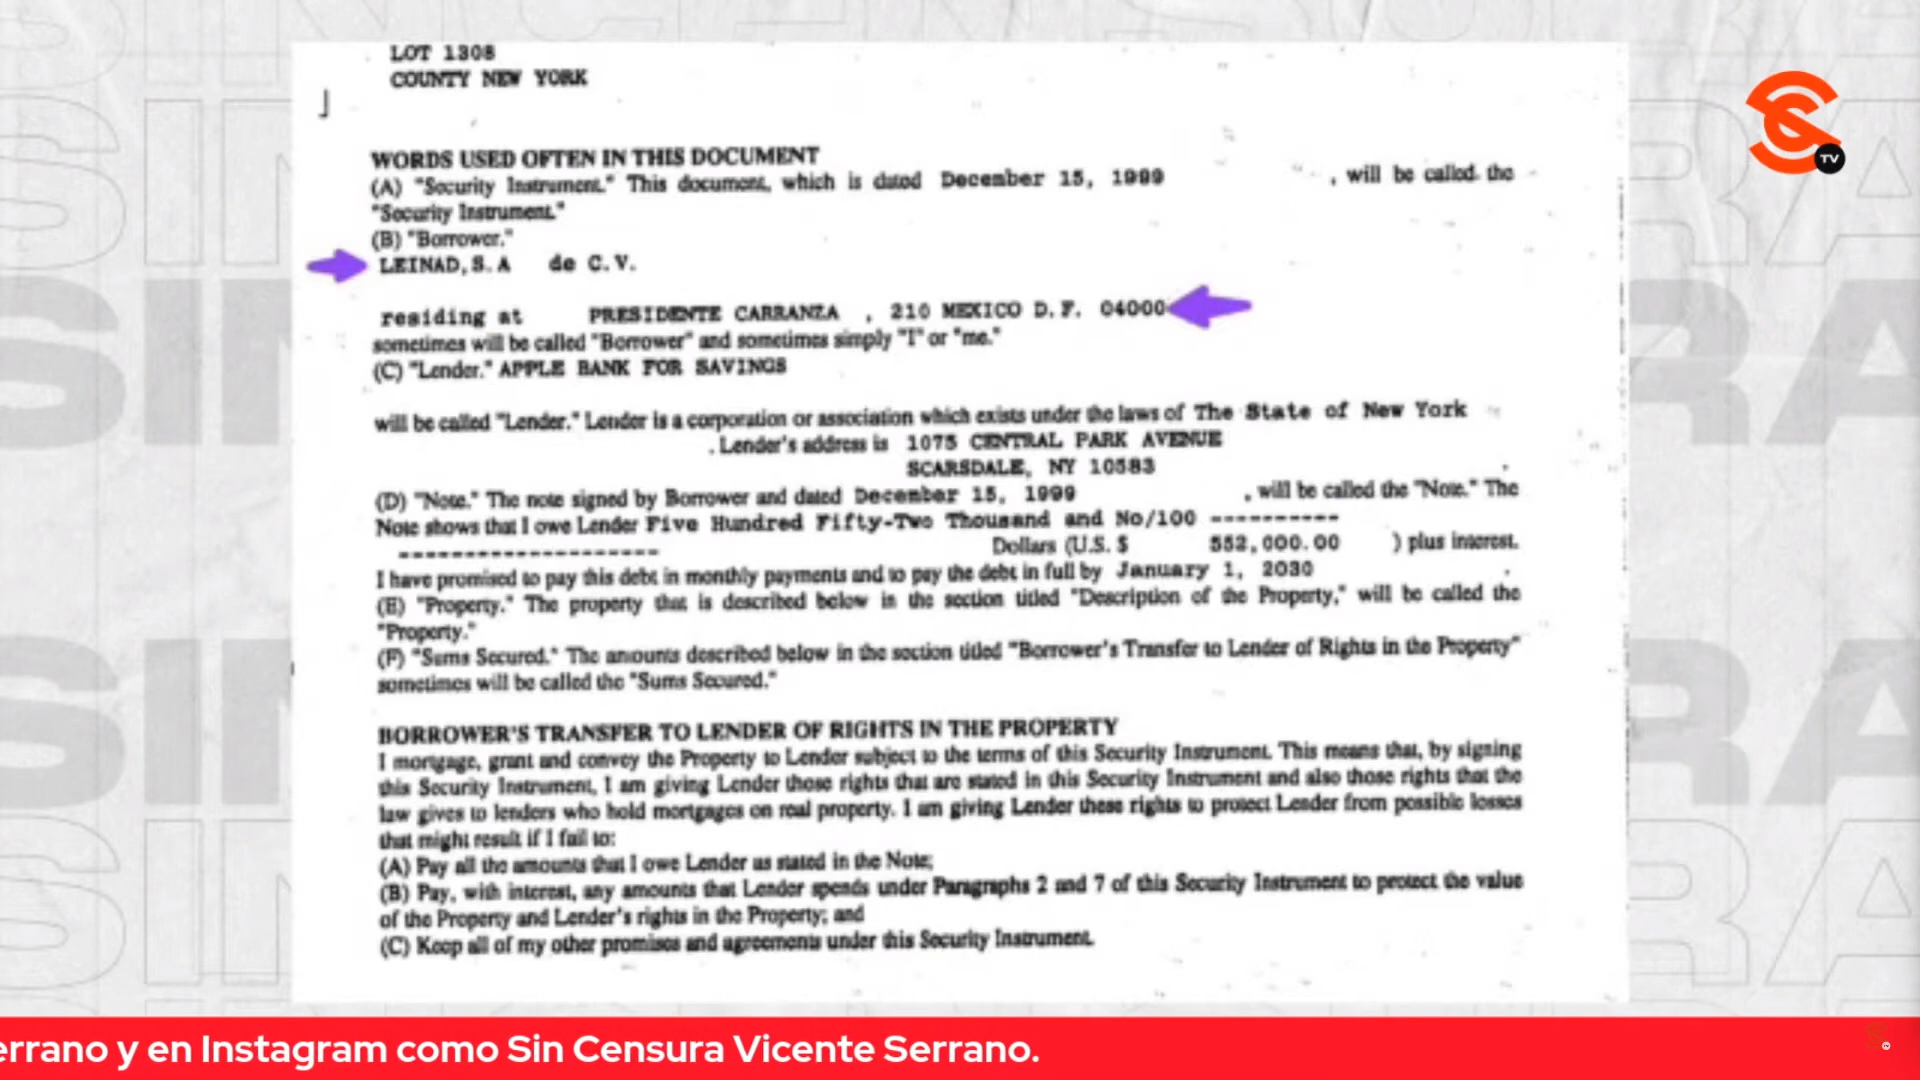 LOT 1308
COUNTY NEW YORK
TV
WORDS USED OFTEN IN THIS DOCUMENT
(A) "Security Instrument." This document, which is dated December 15, 1999 , will be called the
"Security Instrument."
(B) "Borrower."
LEINAD, S.A de C.V.
residing at PRESIDENTE CARRANZA , 210 MEXICO D.F. 04000
sometimes will be called "Borrower" and sometimes simply "I" or "me."
(C) "Lender." APPLE BANK FOR SAVINGS
will be called "Lender." Lender is a corporation or association which exists under the laws of The State of New York
. Lender's address is 1075 CENTRAL PARK AVENUE
SCARSDALE, NY 10583
(D) "Note." The note signed by Borrower and dated December 15, 1999 , will be called the "Note." The
Note shows that I owe Lender Five Hundred Fifty-Two Thousand and No/100 ----------
-------------------- Dollars (U.S. $ 552,000.00 ) plus interest.
I have promised to pay this debt in monthly payments and to pay the debt in full by January 1, 2030 .
(E) "Property." The property that is described below in the section titled "Description of the Property," will be called the
"Property."
(F) "Sums Secured." The amounts described below in the section titled "Borrower's Transfer to Lender of Rights in the Property"
sometimes will be called the "Sums Secured."
BORROWER'S TRANSFER TO LENDER OF RIGHTS IN THE PROPERTY
I mortgage, grant and convey the Property to Lender subject to the terms of this Security Instrument. This means that, by signing
this Security Instrument, I am giving Lender those rights that are stated in this Security Instrument and also those rights that the
law gives to lenders who hold mortgages on real property. I am giving Lender these rights to protect Lender from possible losses
that might result if I fail to:
(A) Pay all the amounts that I owe Lender as stated in the Note;
(B) Pay, with interest, any amounts that Lender spends under Paragraphs 2 and 7 of this Security Instrument to protect the value
of the Property and Lender's rights in the Property; and
(C) Keep all of my other promises and agreements under this Security Instrument.
errano y en Instagram como Sin Censura Vicente Serrano.